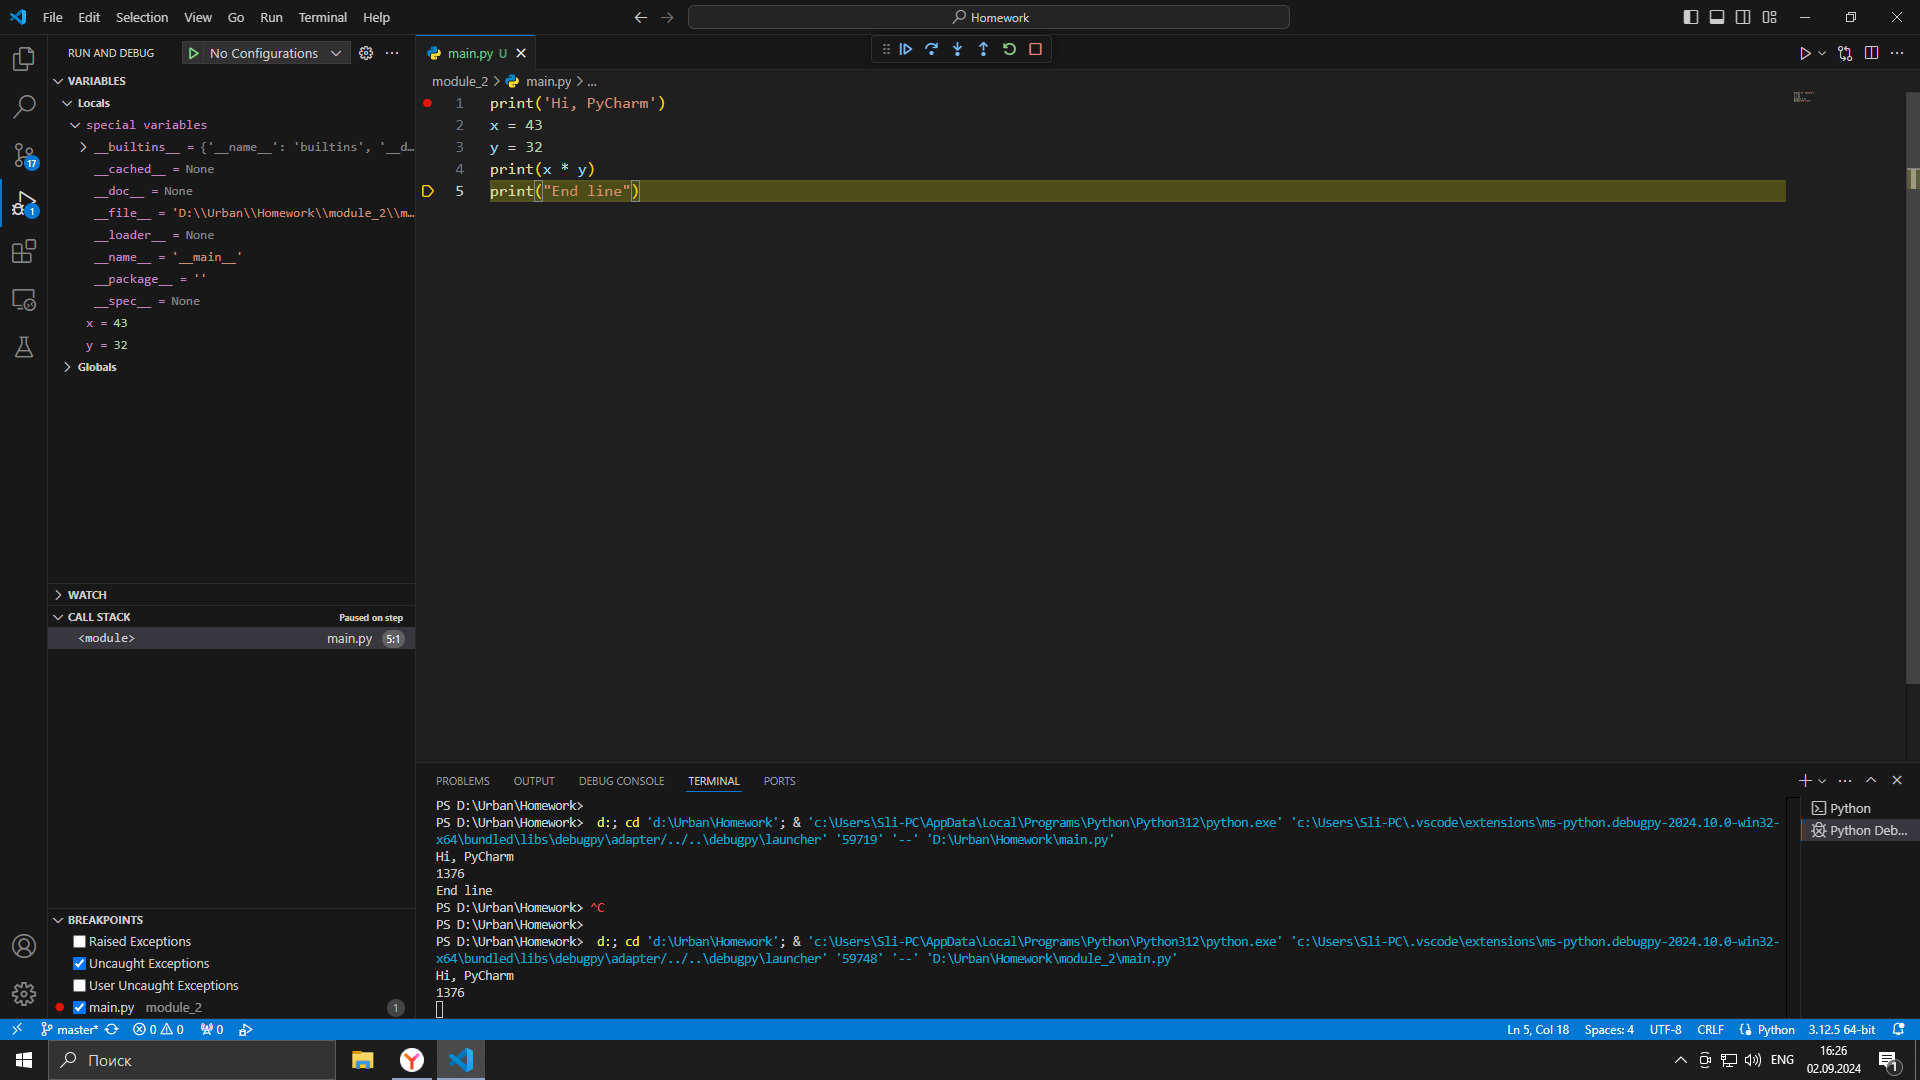 File Edit Selection View Go Run Terminal Help
Homework
RUN AND DEBUG
No Configurations
VARIABLES
Locals
special variables
__builtins__ = {'__name__': 'builtins', '__d...
__cached__ = None
__doc__ = None
__file__ = 'D:\\Urban\\Homework\\module_2\\m...
__loader__ = None
__name__ = '__main__'
__package__ = ''
__spec__ = None
x = 43
y = 32
Globals
WATCH
CALL STACK
Paused on step
<module>
main.py
5:1
BREAKPOINTS
Raised Exceptions
Uncaught Exceptions
User Uncaught Exceptions
main.py module_2
1
17
1
main.py U
module_2 > main.py > ...
1 print('Hi, PyCharm')
2 x = 43
3 y = 32
4 print(x * y)
5 print("End line")
PROBLEMS OUTPUT DEBUG CONSOLE TERMINAL PORTS
PS D:\Urban\Homework>
PS D:\Urban\Homework>  d:; cd 'd:\Urban\Homework'; & 'c:\Users\Sli-PC\AppData\Local\Programs\Python\Python312\python.exe' 'c:\Users\Sli-PC\.vscode\extensions\ms-python.debugpy-2024.10.0-win32-
x64\bundled\libs\debugpy\adapter/../..\debugpy\launcher' '59719' '--' 'D:\Urban\Homework\main.py'
Hi, PyCharm
1376
End line
PS D:\Urban\Homework> ^C
PS D:\Urban\Homework>
PS D:\Urban\Homework>  d:; cd 'd:\Urban\Homework'; & 'c:\Users\Sli-PC\AppData\Local\Programs\Python\Python312\python.exe' 'c:\Users\Sli-PC\.vscode\extensions\ms-python.debugpy-2024.10.0-win32-
x64\bundled\libs\debugpy\adapter/../..\debugpy\launcher' '59748' '--' 'D:\Urban\Homework\module_2\main.py'
Hi, PyCharm
1376
Python
Python Deb...
master* 0 0 0
Ln 5, Col 18 Spaces: 4 UTF-8 CRLF Python 3.12.5 64-bit
Поиск
ENG
16:26
02.09.2024
1